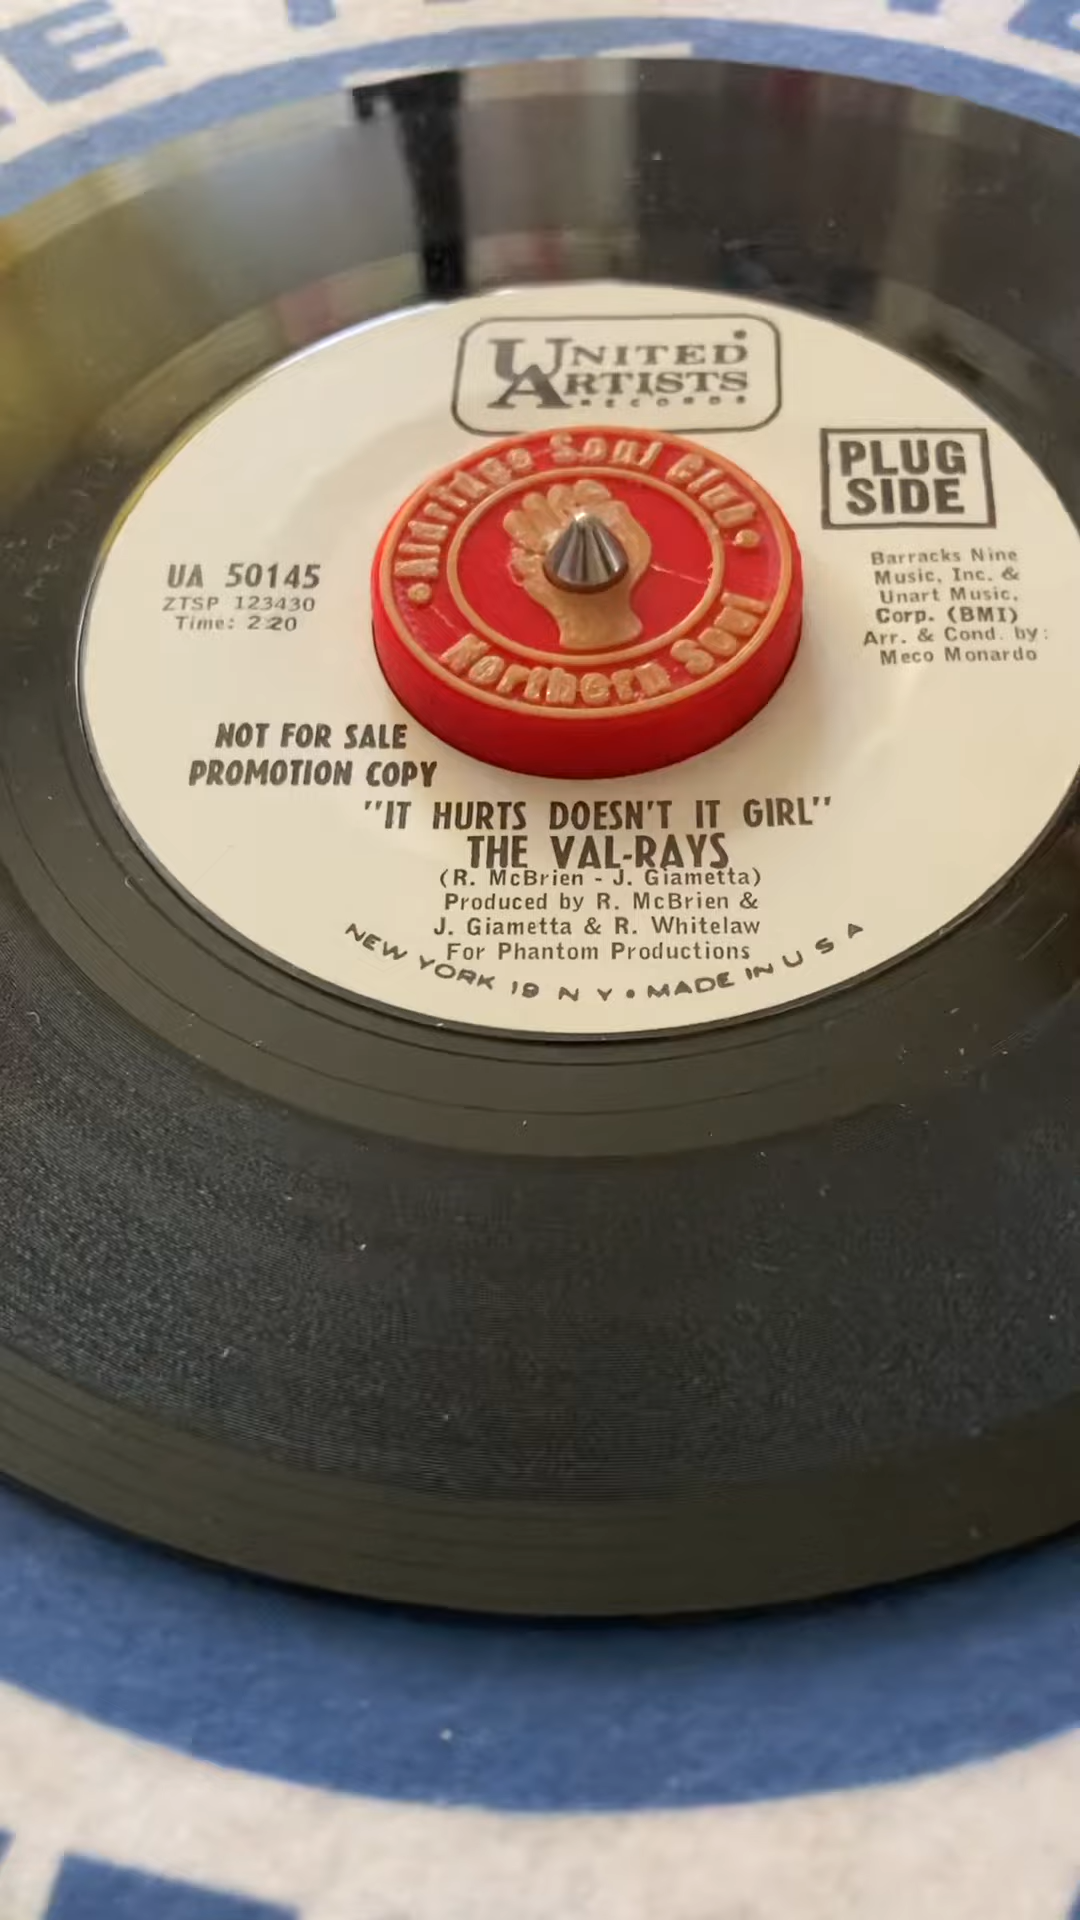 UNITED
ARTISTS
RECORDS
PLUG
SIDE
Aldridge Soul Club
Northern Soul
UA 50145
ZTSP 123430
Time: 2:20
Barracks Nine
Music, Inc. &
Unart Music,
Corp. (BMI)
Arr. & Cond. by:
Meco Monardo
NOT FOR SALE
PROMOTION COPY
"IT HURTS DOESN'T IT GIRL"
THE VAL-RAYS
(R. McBrien - J. Giametta)
Produced by R. McBrien &
J. Giametta & R. Whitelaw
For Phantom Productions
NEW YORK 19 N Y • MADE IN U S A